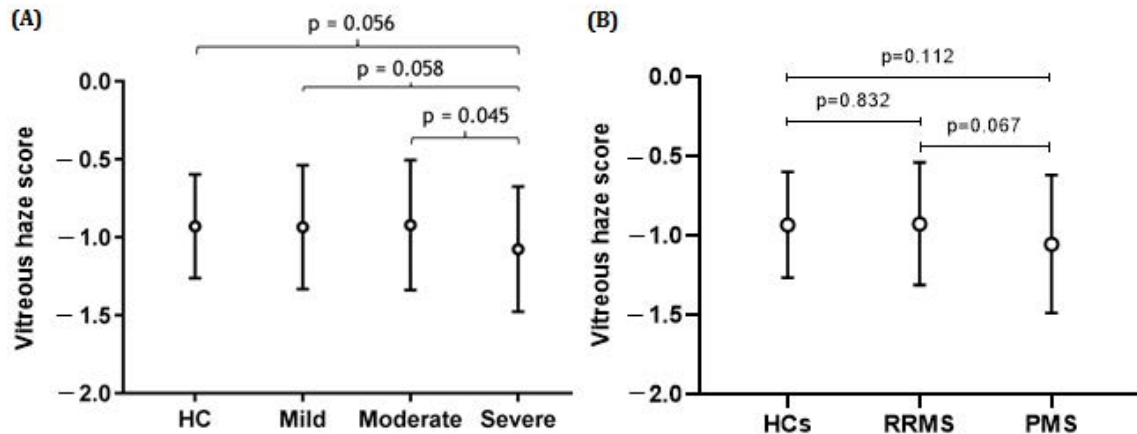 (A)
p = 0.056
p = 0.058
p = 0.045
Vitreous haze score
0.0
−0.5
−1.0
−1.5
−2.0
HC Mild Moderate Severe
(B)
p=0.112
p=0.832
p=0.067
Vitreous haze score
0.0
−0.5
−1.0
−1.5
−2.0
HCs RRMS PMS